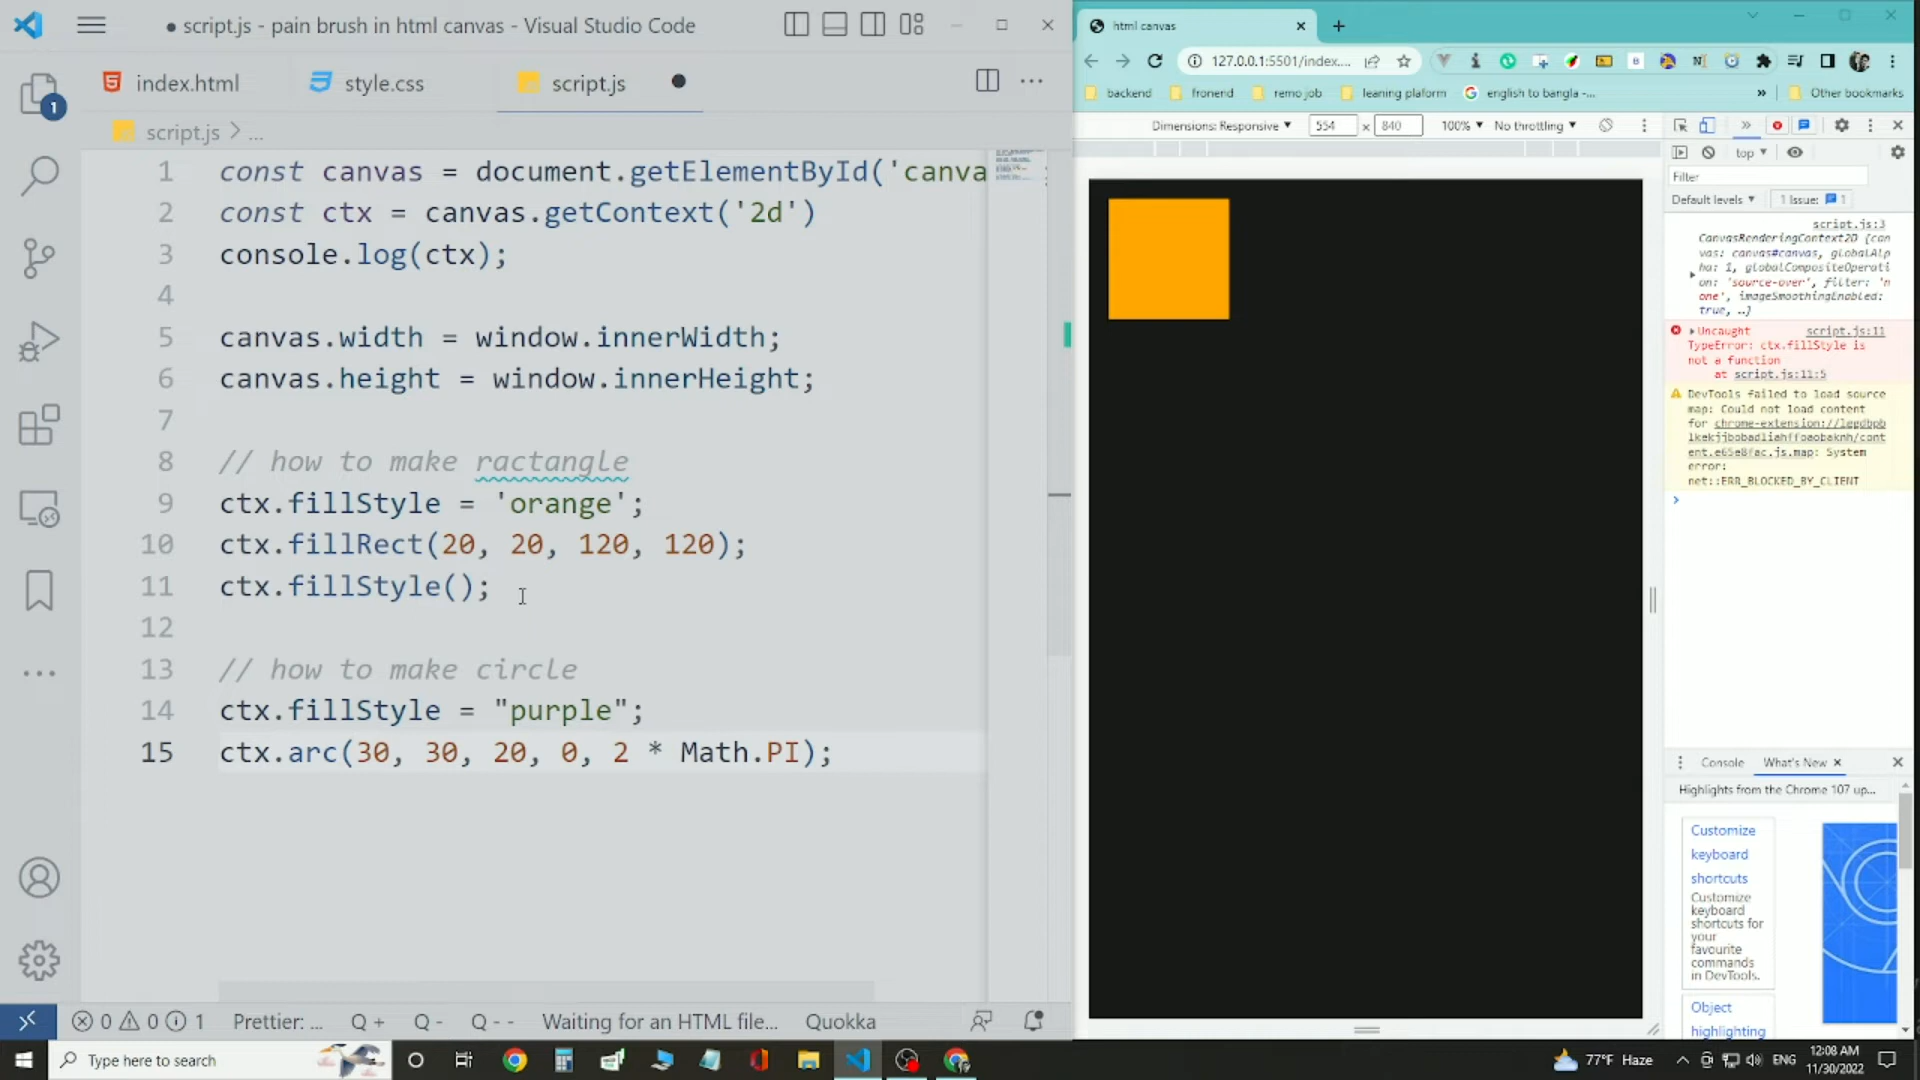 script.js - pain brush in html canvas - Visual Studio Code
index.html
style.css
script.js
script.js > ...
1 const canvas = document.getElementById('canva
2 const ctx = canvas.getContext('2d')
3 console.log(ctx);
4
5 canvas.width = window.innerWidth;
6 canvas.height = window.innerHeight;
7
8 // how to make ractangle
9 ctx.fillStyle = 'orange';
10 ctx.fillRect(20, 20, 120, 120);
11 ctx.fillStyle();
12
13 // how to make circle
14 ctx.fillStyle = "purple";
15 ctx.arc(30, 30, 20, 0, 2 * Math.PI);
1
0 0 1 Prettier: ... Q + Q - Q - - Waiting for an HTML file... Quokka
html canvas
127.0.0.1:5501/index....
backend fronend remo job leaning plaform english to bangla -... » Other bookmarks
Dimensions: Responsive 554 x 840 100% No throttling
top
Filter
Default levels 1 Issue: 1
script.js:3
CanvasRenderingContext2D {can
vas: canvas#canvas, globalAlp
ha: 1, globalCompositeOperati
on: 'source-over', filter: 'n
one', imageSmoothingEnabled:
true, …}
Uncaught script.js:11
TypeError: ctx.fillStyle is
not a function
at script.js:11:5
DevTools failed to load source
map: Could not load content
for
ent.e65e8fac.js.map: System
error:
net::ERR_BLOCKED_BY_CLIENT
Console What's New
Highlights from the Chrome 107 up...
Customize
keyboard
shortcuts
Customize
keyboard
shortcuts for
your
favourite
commands
in DevTools.
Object
highlighting
Type here to search
77°F Haze
ENG
12:08 AM
11/30/2022